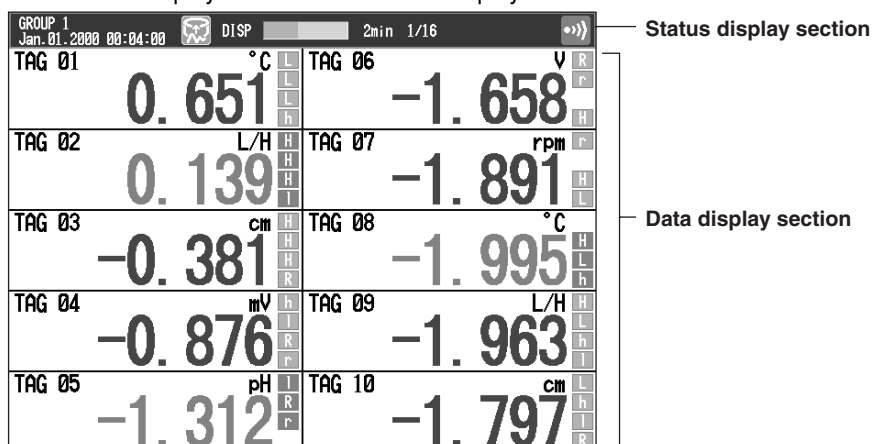 GROUP 1
Jan.01.2000 00:04:00 DISP 2min 1/16
Status display section
TAG 01 °C L
L
L
h
0.651
TAG 06 V R
r
H
-1.658
TAG 02 L/H H
H
H
l
0.139
TAG 07 rpm r
H
L
-1.891
Data display section
TAG 03 cm H
H
H
R
-0.381
TAG 08 °C
H
L
h
-1.995
TAG 04 mV h
l
R
r
-0.876
TAG 09 L/H H
L
h
l
-1.963
TAG 05 pH l
R
r
-1.312
TAG 10 cm L
h
l
R
-1.797